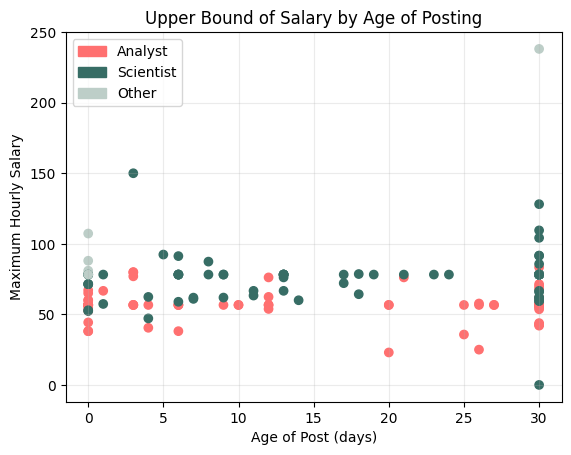 Upper Bound of Salary by Age of Posting
Analyst
Scientist
Other
Maximum Hourly Salary
250
200
150
100
50
0
0 5 10 15 20 25 30
Age of Post (days)